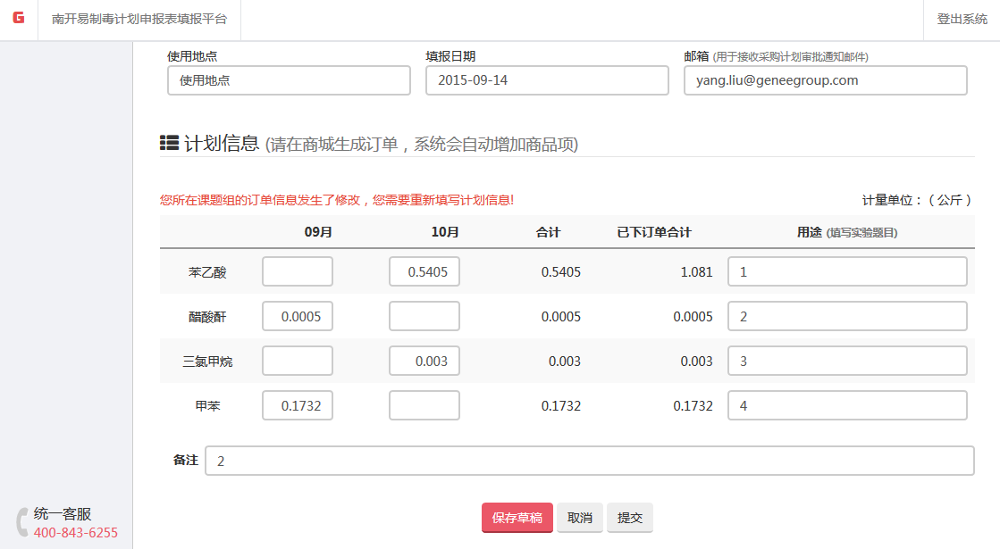 G 南开易制毒计划申报表填报平台 登出系统
使用地点 填报日期 邮箱 (用于接收采购计划审批通知邮件)
使用地点 2015-09-14 yang.liu@geneegroup.com
计划信息 (请在商城生成订单，系统会自动增加商品项)
您所在课题组的订单信息发生了修改，您需要重新填写计划信息! 计量单位：（公斤）
09月 10月 合计 已下订单合计 用途 (填写实验题目)
苯乙酸 0.5405 0.5405 1.081 1
醋酸酐 0.0005 0.0005 0.0005 2
三氯甲烷 0.003 0.003 0.003 3
甲苯 0.1732 0.1732 0.1732 4
备注 2
保存草稿 取消 提交
统一客服
400-843-6255